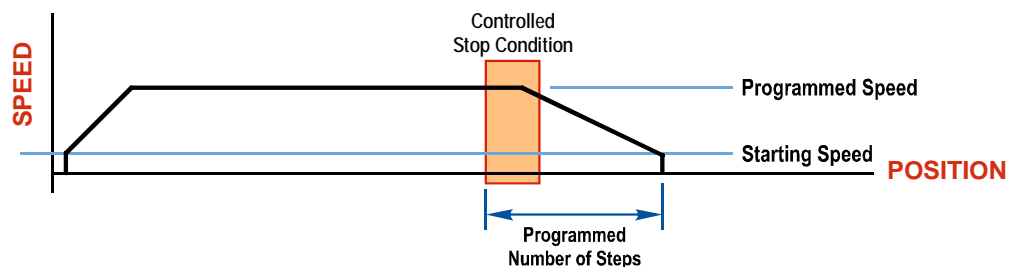 Controlled
Stop Condition
SPEED
Programmed Speed
Starting Speed
POSITION
Programmed
Number of Steps